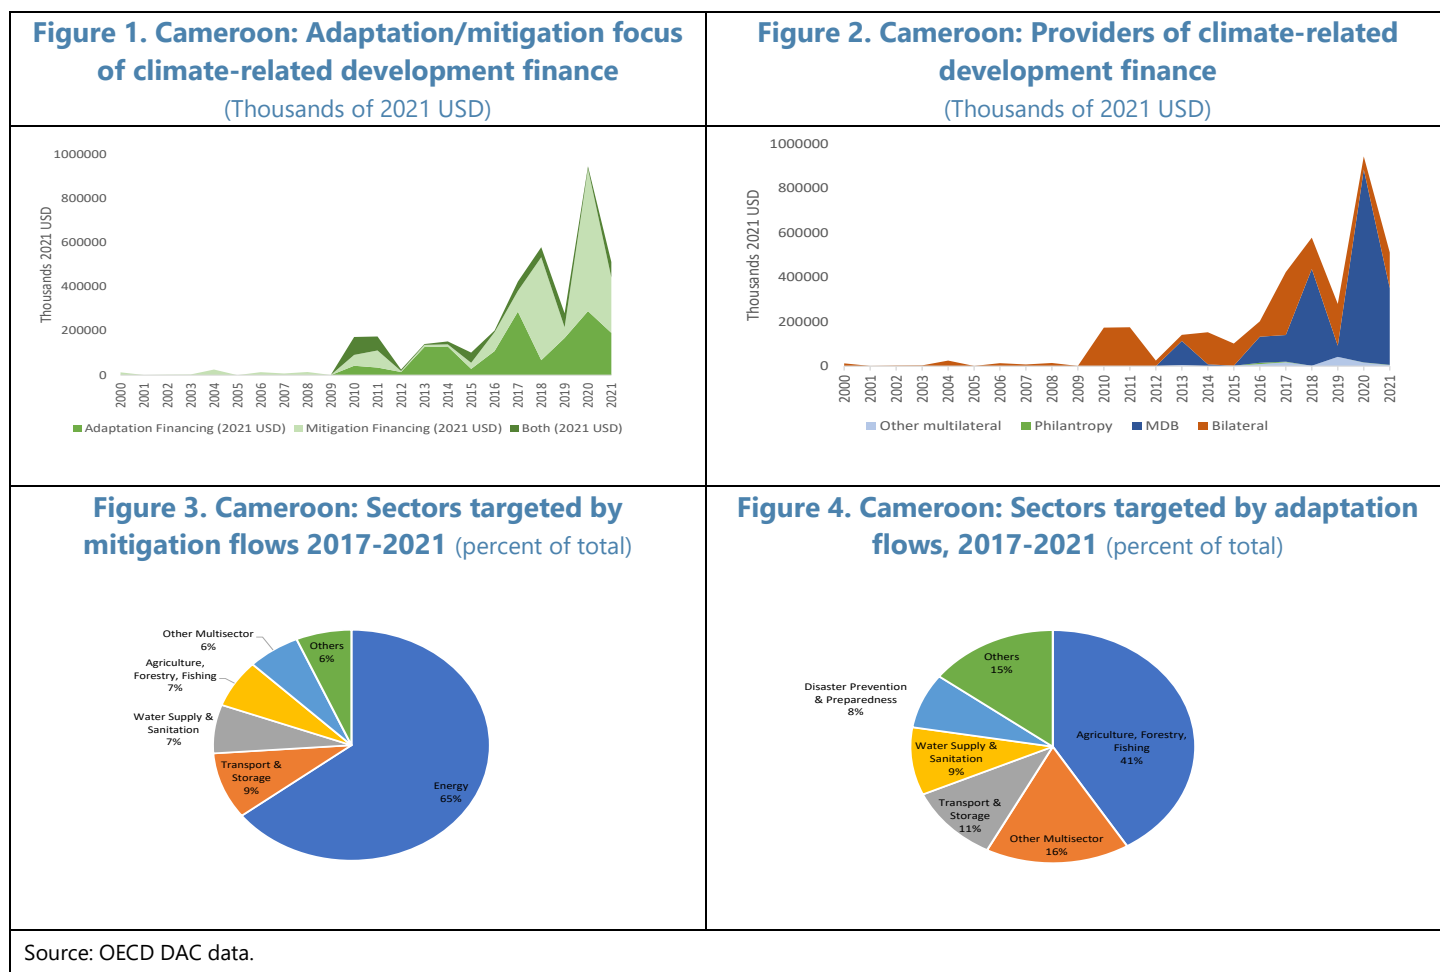 Figure 1. Cameroon: Adaptation/mitigation focus
of climate-related development finance
(Thousands of 2021 USD)
Figure 2. Cameroon: Providers of climate-related
development finance
(Thousands of 2021 USD)
Thousands 2021 USD
1000000
800000
600000
400000
200000
0
2000
2001
2002
2003
2004
2005
2006
2007
2008
2009
2010
2011
2012
2013
2014
2015
2016
2017
2018
2019
2020
2021
Adaptation Financing (2021 USD)
Mitigation Financing (2021 USD)
Both (2021 USD)
Thousands 2021 USD
1000000
800000
600000
400000
200000
0
2000
2001
2002
2003
2004
2005
2006
2007
2008
2009
2010
2011
2012
2013
2014
2015
2016
2017
2018
2019
2020
2021
Other multilateral
Philantropy
MDB
Bilateral
Figure 3. Cameroon: Sectors targeted by
mitigation flows 2017-2021 (percent of total)
Figure 4. Cameroon: Sectors targeted by adaptation
flows, 2017-2021 (percent of total)
Other Multisector
6%
Others
6%
Agriculture,
Forestry, Fishing
7%
Water Supply &
Sanitation
7%
Transport &
Storage
9%
Energy
65%
Others
15%
Disaster Prevention
& Preparedness
8%
Agriculture, Forestry,
Fishing
41%
Water Supply &
Sanitation
9%
Transport &
Storage
11%
Other Multisector
16%
Source: OECD DAC data.